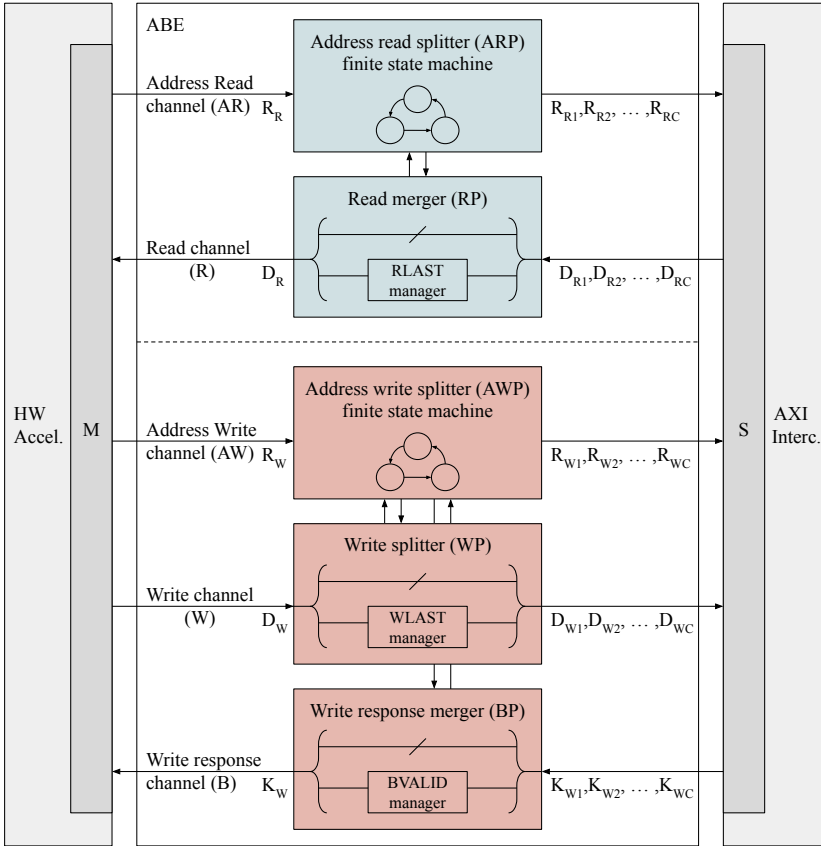 ABE
Address read splitter (ARP)
finite state machine
Address Read
channel (AR)
R_R
R_R1,R_R2, … ,R_RC
Read merger (RP)
Read channel
(R)
D_R
RLAST
manager
D_R1,D_R2, … ,D_RC
HW
Accel.
M
Address write splitter (AWP)
finite state machine
Address Write
channel (AW)
R_W
R_W1,R_W2, … ,R_WC
S
AXI
Interc.
Write splitter (WP)
Write channel
(W)
D_W
WLAST
manager
D_W1,D_W2, … ,D_WC
Write response merger (BP)
Write response
channel (B)
K_W
BVALID
manager
K_W1,K_W2, … ,K_WC